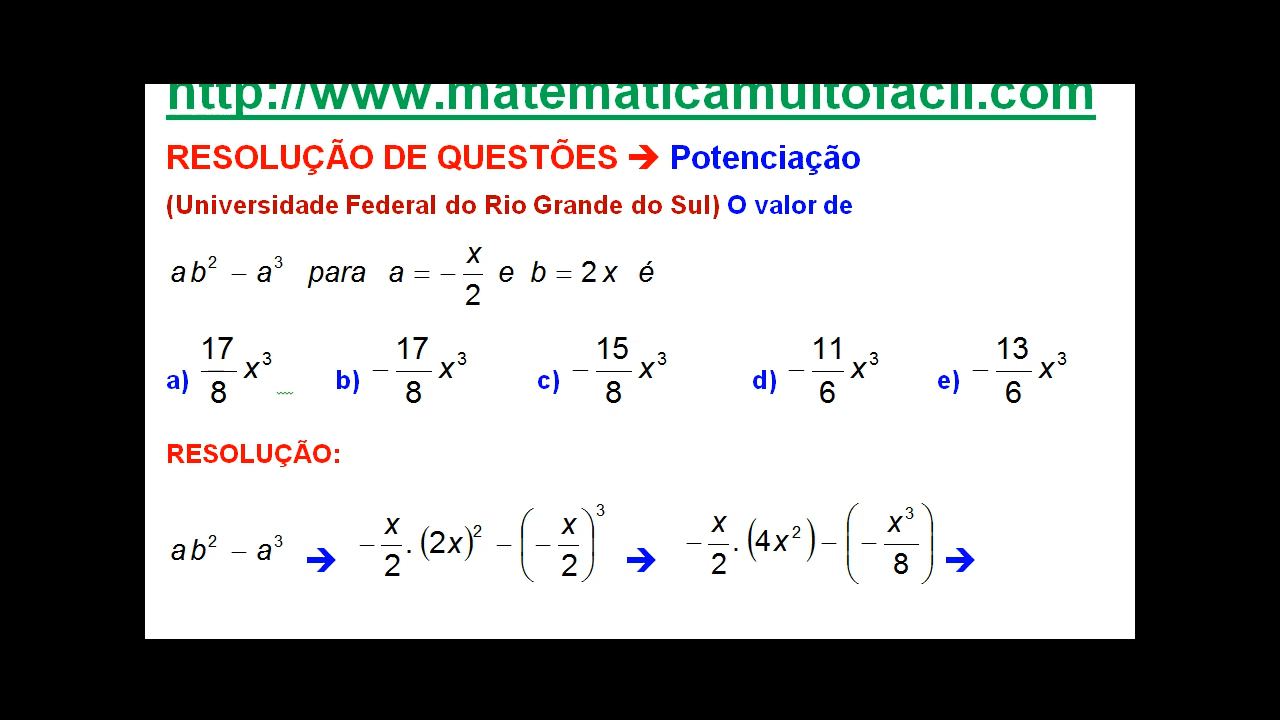 http://www.matematicamuitofacil.com
RESOLUÇÃO DE QUESTÕES ➔ Potenciação
(Universidade Federal do Rio Grande do Sul) O valor de
ab² − a³ para a = −x/2 e b = 2x é
a) 17/8 x³ b) −17/8 x³ c) −15/8 x³ d) −11/6 x³ e) −13/6 x³
RESOLUÇÃO:
ab² − a³ ➔ −x/2 . (2x)² − (−x/2)³ ➔ −x/2 . (4x²) − (−x³/8) ➔